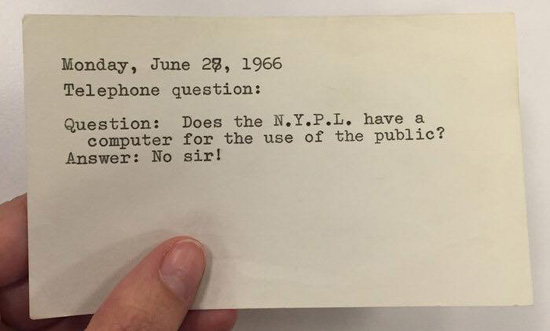 Monday, June 27, 1966
Telephone question:
Question: Does the N.Y.P.L. have a
computer for the use of the public?
Answer: No sir!